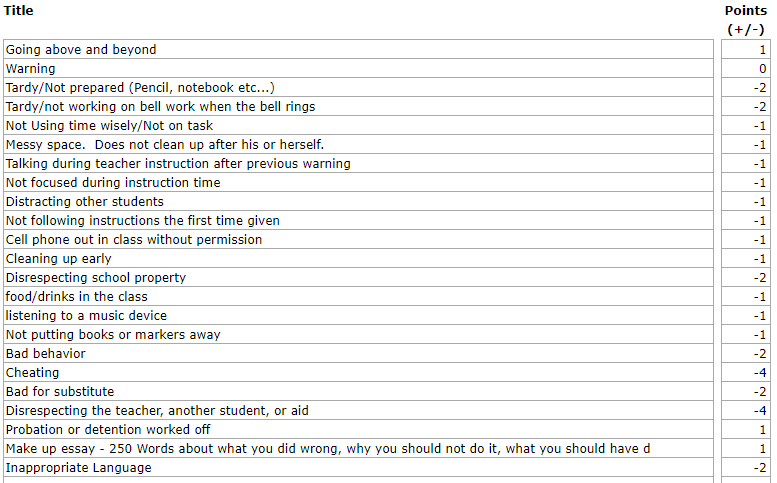 Title Points
(+/-)
Going above and beyond 1
Warning 0
Tardy/Not prepared (Pencil, notebook etc...) -2
Tardy/not working on bell work when the bell rings -2
Not Using time wisely/Not on task -1
Messy space.  Does not clean up after his or herself. -1
Talking during teacher instruction after previous warning -1
Not focused during instruction time -1
Distracting other students -1
Not following instructions the first time given -1
Cell phone out in class without permission -1
Cleaning up early -1
Disrespecting school property -2
food/drinks in the class -1
listening to a music device -1
Not putting books or markers away -1
Bad behavior -2
Cheating -4
Bad for substitute -2
Disrespecting the teacher, another student, or aid -4
Probation or detention worked off 1
Make up essay - 250 Words about what you did wrong, why you should not do it, what you should have d 1
Inappropriate Language -2